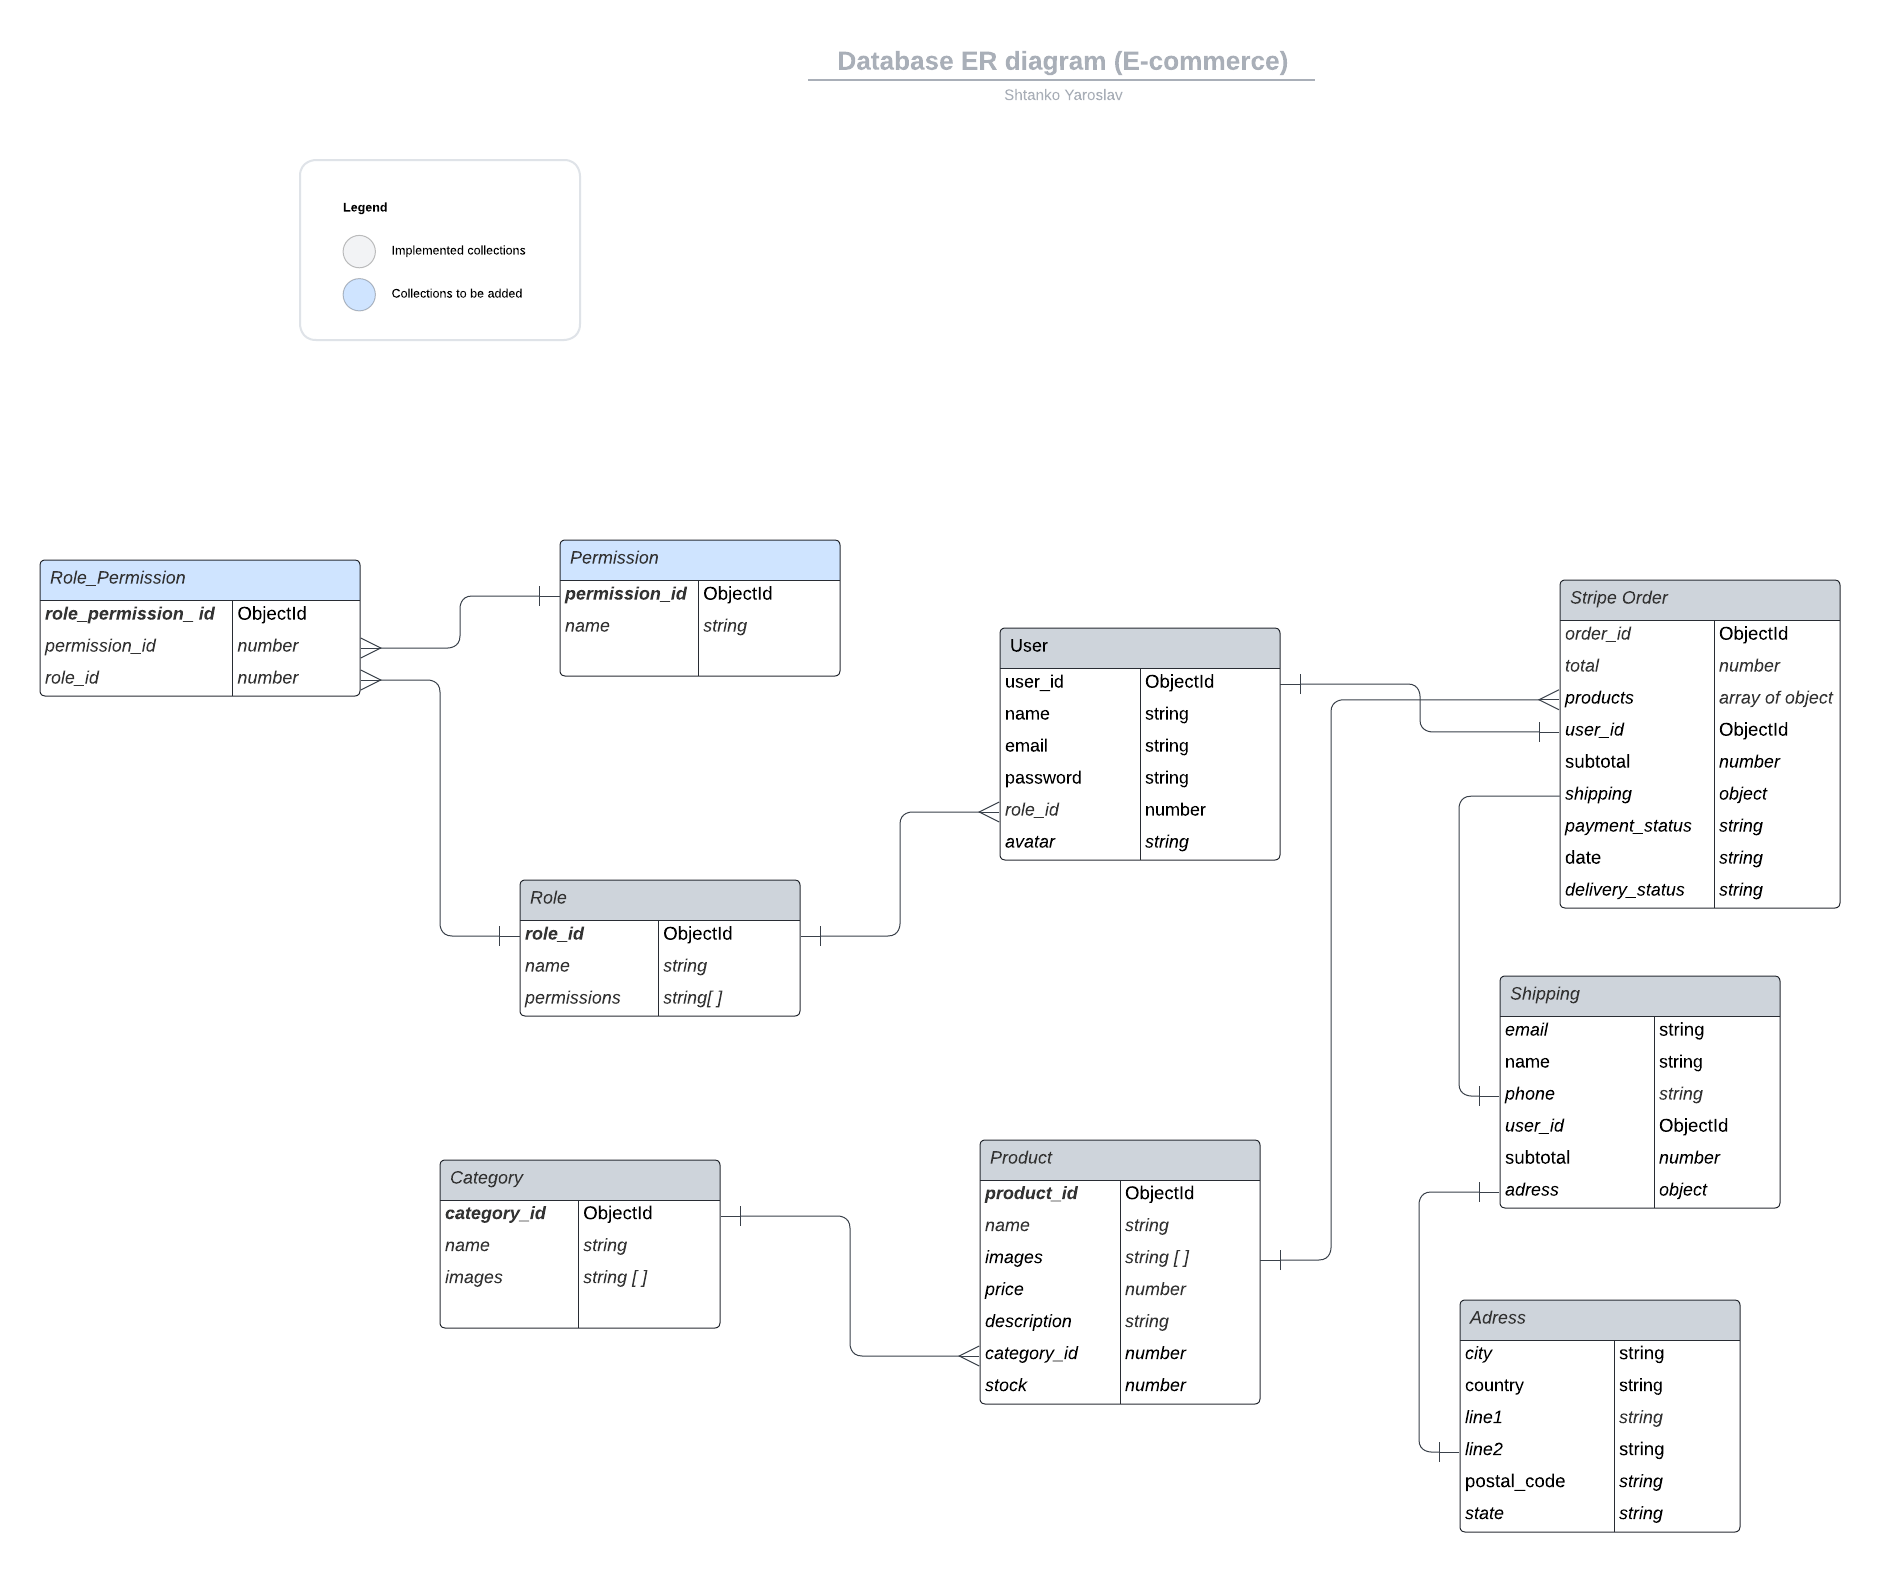 Database ER diagram (E-commerce)
Shtanko Yaroslav
Legend
Implemented collections
Collections to be added
Role_Permission
role_permission_ id ObjectId
permission_id number
role_id number
Permission
permission_id ObjectId
name string
User
user_id ObjectId
name string
email string
password string
role_id number
avatar string
Stripe Order
order_id ObjectId
total number
products array of object
user_id ObjectId
subtotal number
shipping object
payment_status string
date string
delivery_status string
Role
role_id ObjectId
name string
permissions string[ ]
Shipping
email string
name string
phone string
user_id ObjectId
subtotal number
adress object
Category
category_id ObjectId
name string
images string [ ]
Product
product_id ObjectId
name string
images string [ ]
price number
description string
category_id number
stock number
Adress
city string
country string
line1 string
line2 string
postal_code string
state string